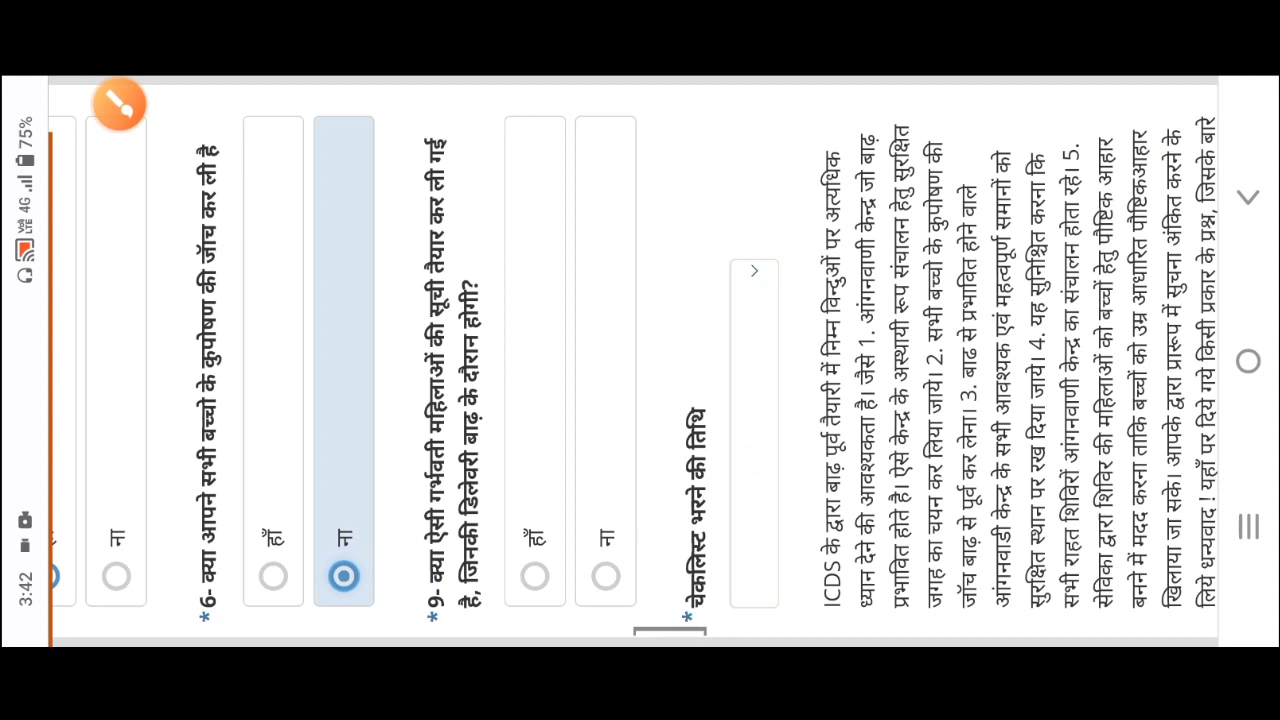 3:42
4G
75%
ना
* 6- क्या आपने सभी बच्चो के कुपोषण की जॉच कर ली है
हाँ
ना
* 9- क्या ऐसी गर्भवती महिलाओं की सूची तैयार कर ली गई
है, जिनकी डिलेवरी बाढ़ के दौरान होगी?
हाँ
ना
* चेकलिस्ट भरने की तिथि
ICDS के द्वारा बाढ़ पूर्व तैयारी में निम्न विन्दुओं पर अत्यधिक
ध्यान देने की आवश्यकता है। जैसे 1. आंगनवाणी केन्द्र जो बाढ़
प्रभावित होते है। ऐसे केन्द्र के अस्थायी रूप संचालन हेतु सुरक्षित
जगह का चयन कर लिया जाये। 2. सभी बच्चो के कुपोषण की
जॉच बाढ़ से पूर्व कर लेना। 3. बाढ से प्रभावित होने वाले
आंगनवाडी केन्द्र के सभी आवश्यक एवं महत्वपूर्ण समानों को
सुरक्षित स्थान पर रख दिया जाये। 4. यह सुनिश्चित करना कि
सभी राहत शिविरों आंगनवाणी केन्द्र का संचालन होता रहे। 5.
सेविका द्वारा शिविर की महिलाओं को बच्चों हेतु पौष्टिक आहार
बनने में मदद करना ताकि बच्चों को उम्र आधारित पौष्टिकआहार
खिलाया जा सके। आपके द्वारा प्रारूप में सुचना अंकित करने के
लिये धन्यवाद ! यहाँ पर दिये गये किसी प्रकार के प्रश्न, जिसके बारे